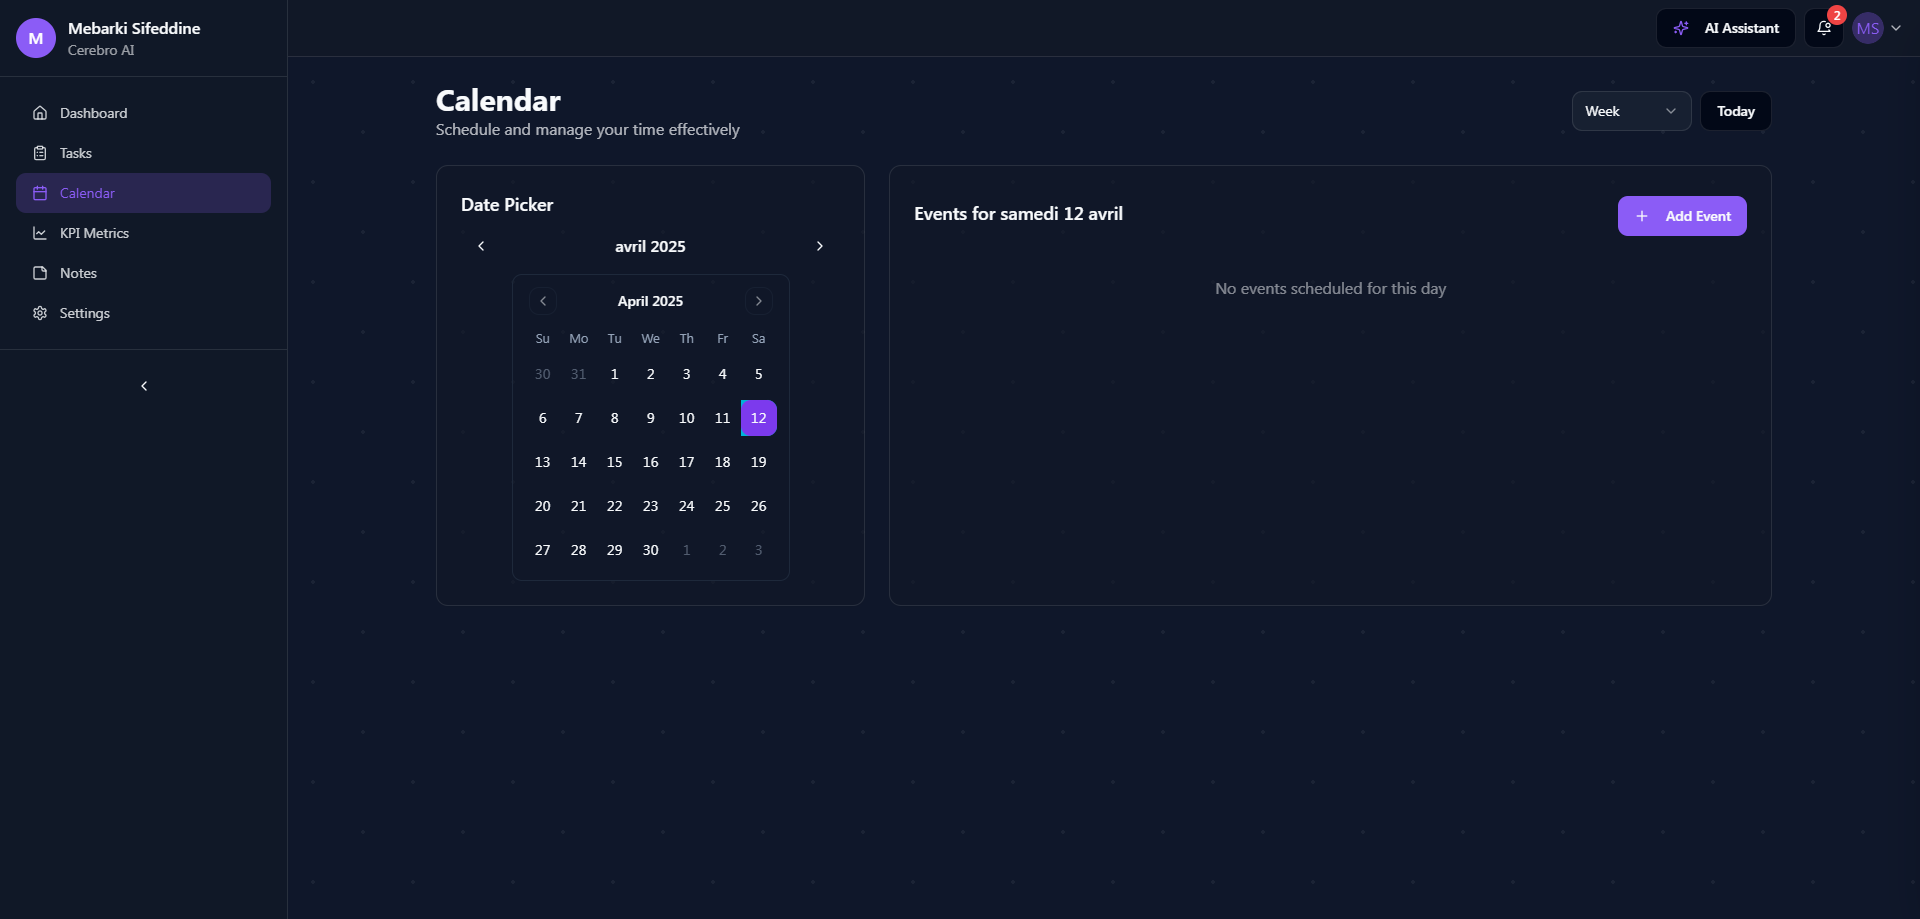 M
Mebarki Sifeddine
Cerebro AI
Dashboard
Tasks
Calendar
KPI Metrics
Notes
Settings
AI Assistant
2
MS
Calendar
Schedule and manage your time effectively
Week
Today
Date Picker
avril 2025
April 2025
Su Mo Tu We Th Fr Sa
30 31 1 2 3 4 5
6 7 8 9 10 11 12
13 14 15 16 17 18 19
20 21 22 23 24 25 26
27 28 29 30 1 2 3
Events for samedi 12 avril
Add Event
No events scheduled for this day